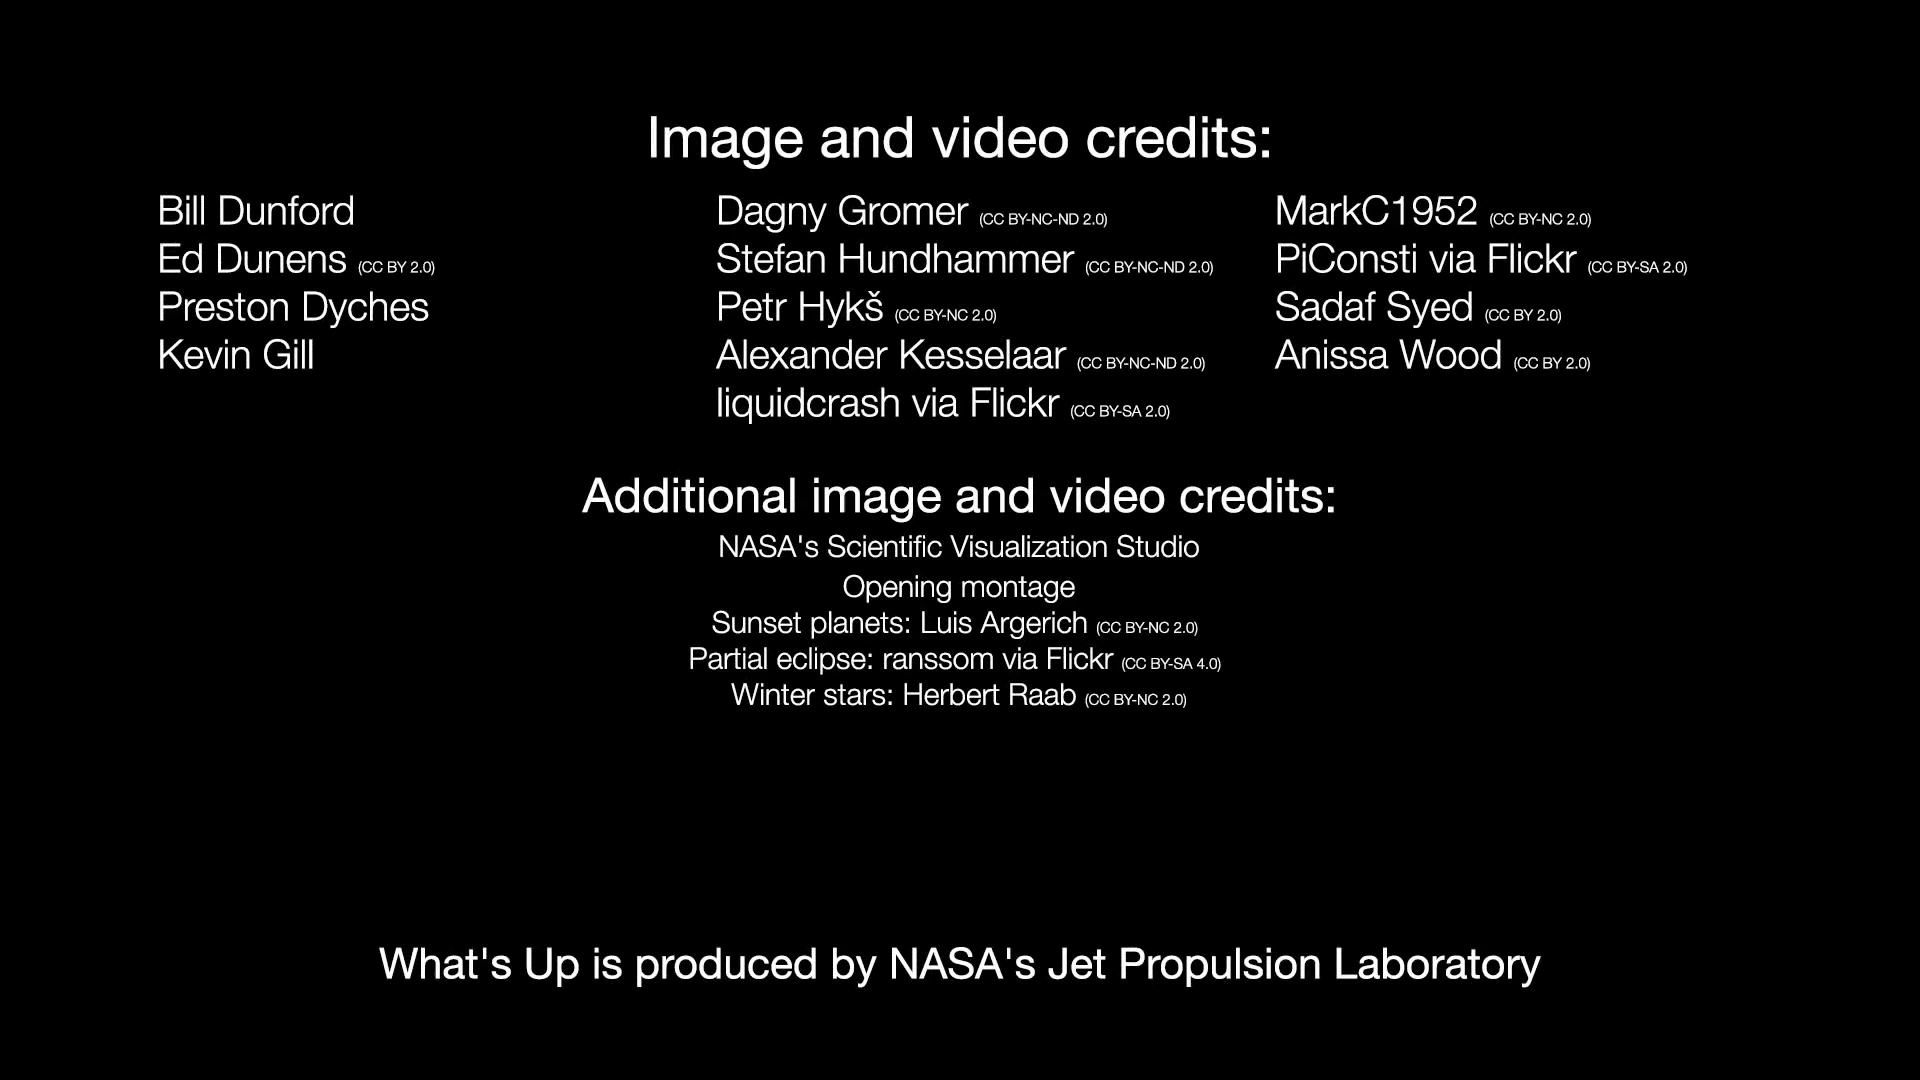 Image and video credits:
Bill Dunford
Ed Dunens (CC BY 2.0)
Preston Dyches
Kevin Gill
Dagny Gromer (CC BY-NC-ND 2.0)
Stefan Hundhammer (CC BY-NC-ND 2.0)
Petr Hykš (CC BY-NC 2.0)
Alexander Kesselaar (CC BY-NC-ND 2.0)
liquidcrash via Flickr (CC BY-SA 2.0)
MarkC1952 (CC BY-NC 2.0)
PiConsti via Flickr (CC BY-SA 2.0)
Sadaf Syed (CC BY 2.0)
Anissa Wood (CC BY 2.0)
Additional image and video credits:
NASA's Scientific Visualization Studio
Opening montage
Sunset planets: Luis Argerich (CC BY-NC 2.0)
Partial eclipse: ranssom via Flickr (CC BY-SA 4.0)
Winter stars: Herbert Raab (CC BY-NC 2.0)
What's Up is produced by NASA's Jet Propulsion Laboratory